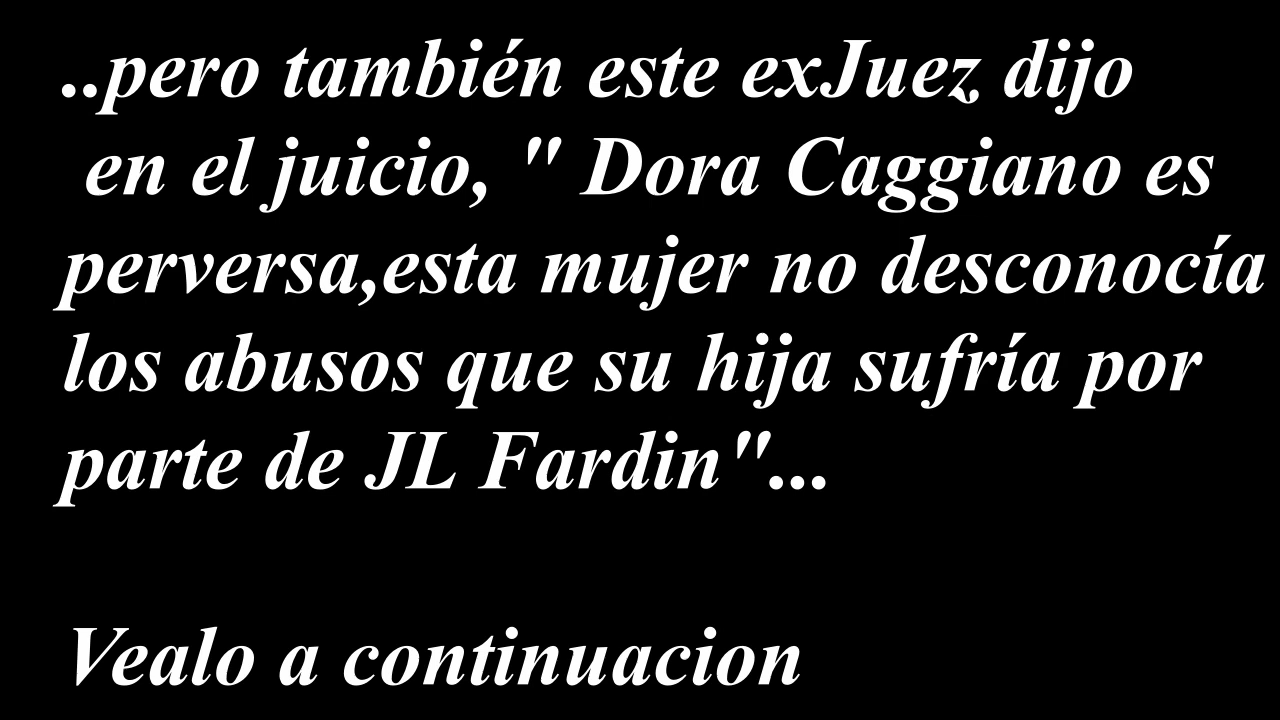 ..pero también este exJuez dijo
en el juicio, " Dora Caggiano es
perversa,esta mujer no desconocía
los abusos que su hija sufría por
parte de JL Fardin"...
Vealo a continuacion